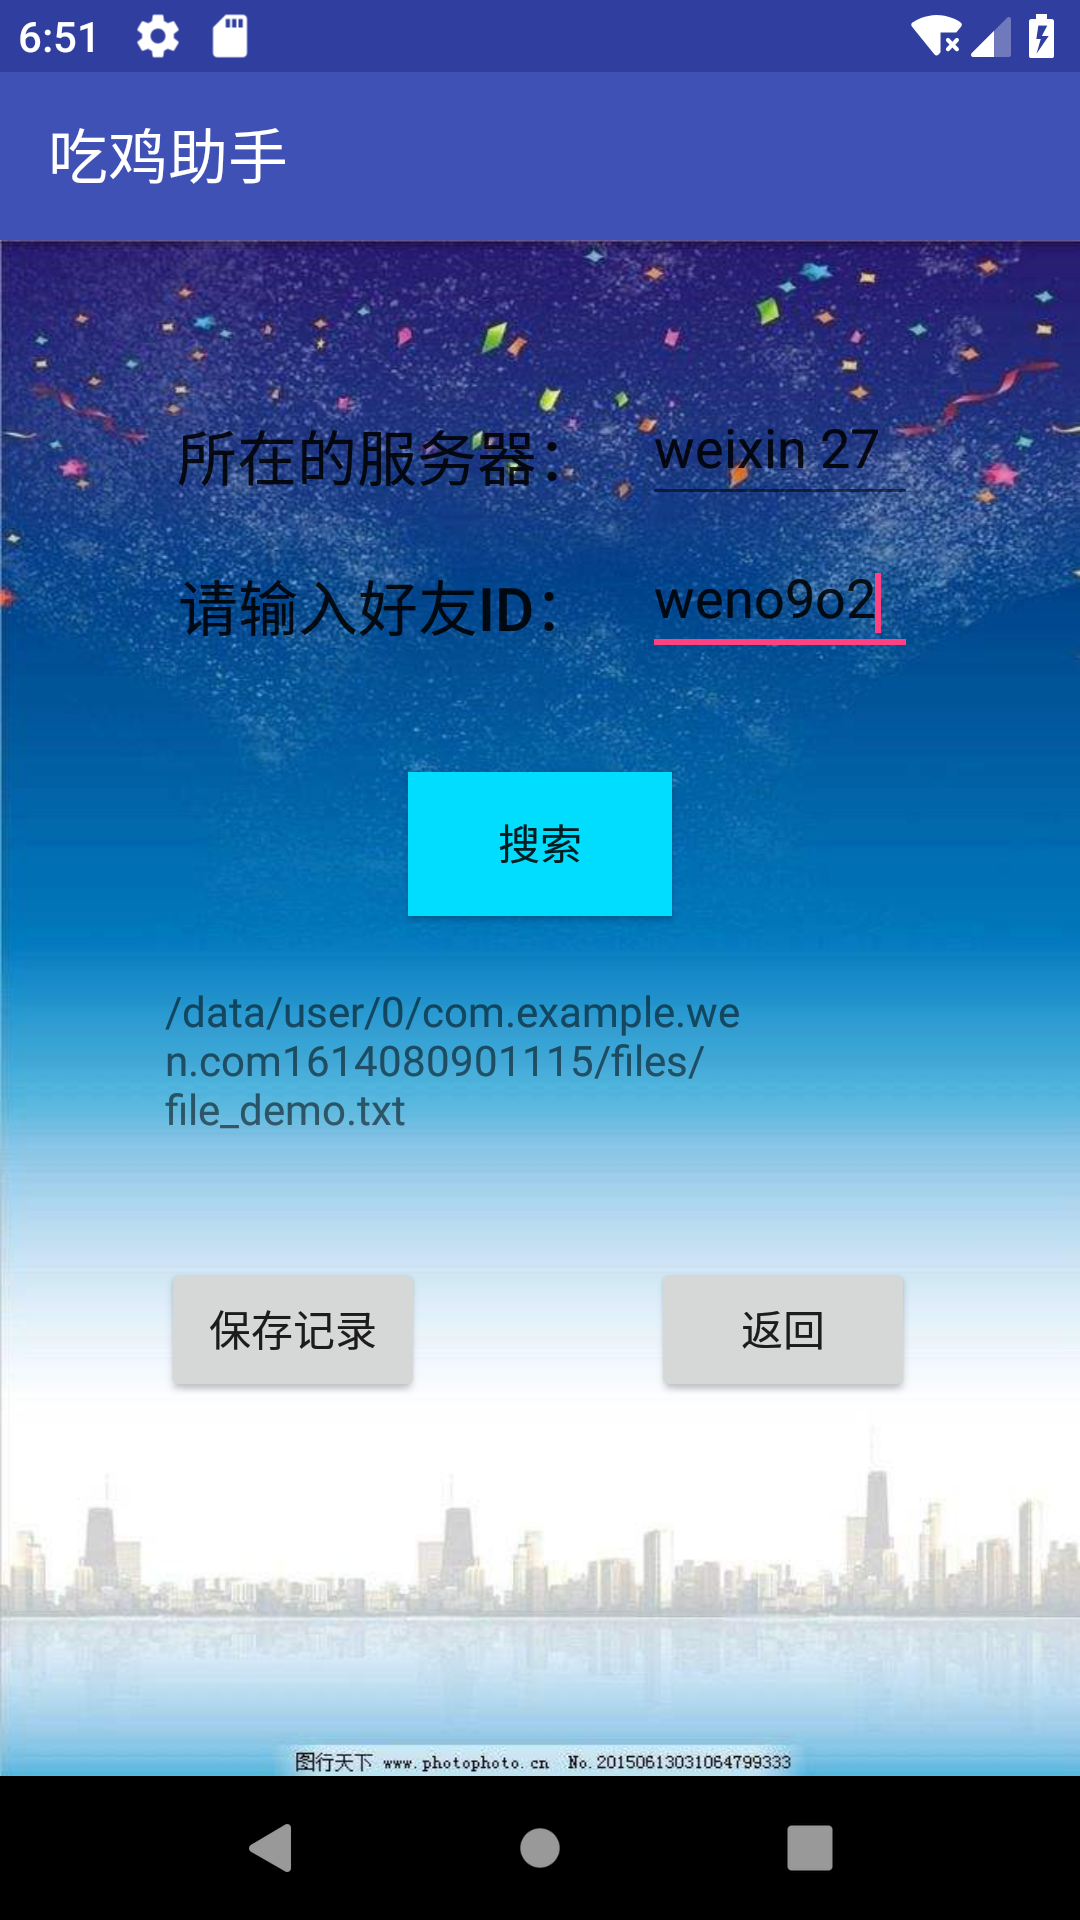 6:51
吃鸡助手
所在的服务器： weixin 27
请输入好友ID： weno9o2
搜索
/data/user/0/com.example.we
n.com1614080901115/files/
file_demo.txt
保存记录 返回
图行天下 www.photophoto.cn No.20150613031064799333